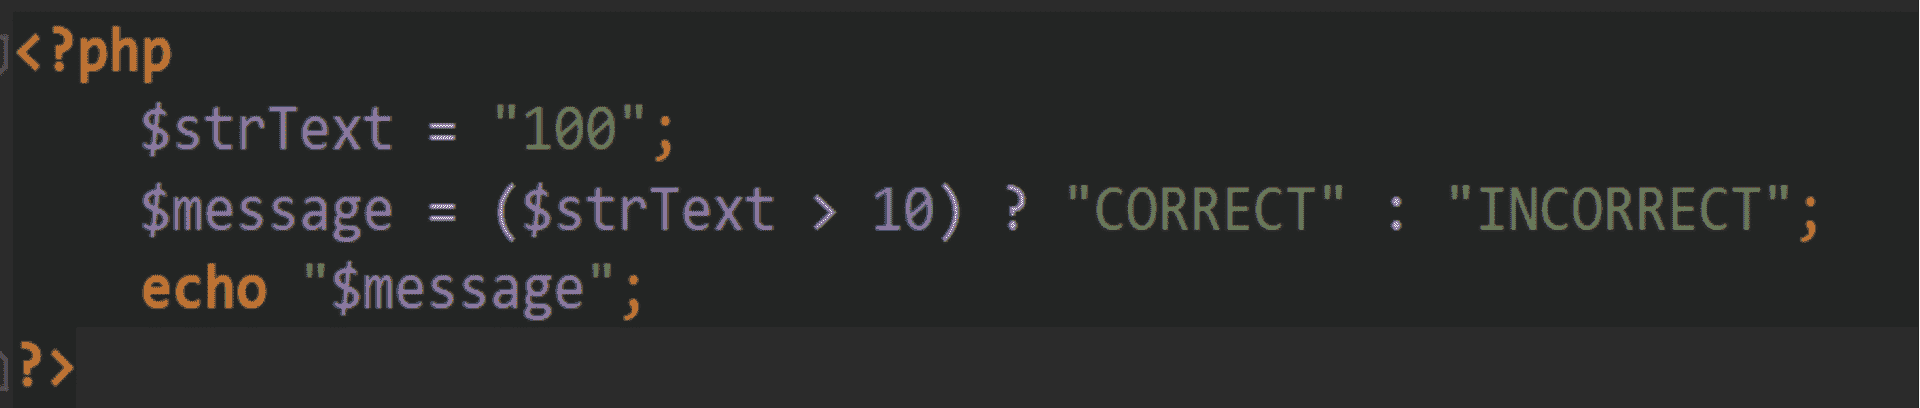 <?php
$strText = "100";
$message = ($strText > 10) ? "CORRECT" : "INCORRECT";
echo "$message";
?>